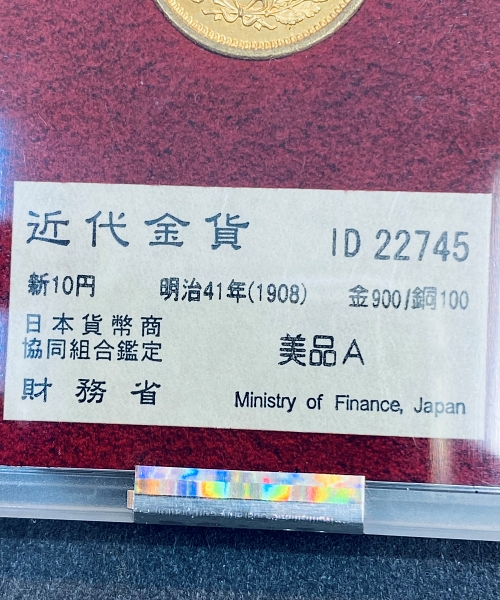 近代金貨 ID 22745
新10円 明治41年(1908) 金900/銅100
日本貨幣商
協同組合鑑定 美品A
財務省 Ministry of Finance, Japan